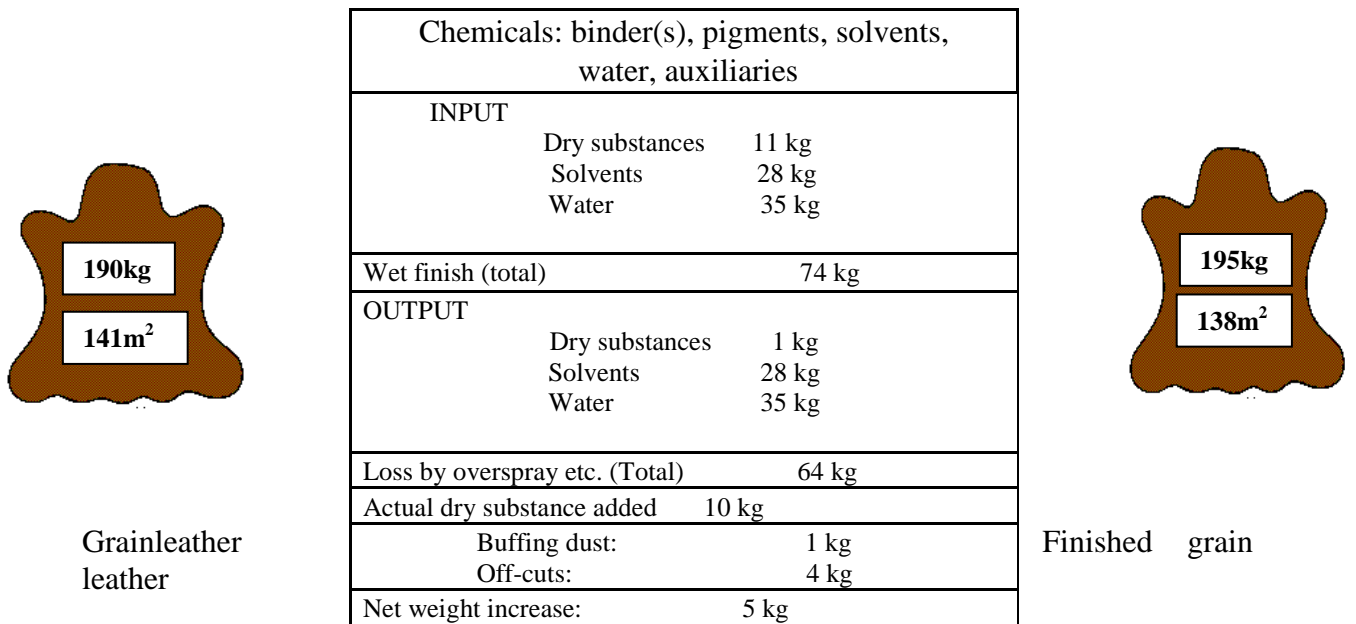 Chemicals: binder(s), pigments, solvents,
water, auxiliaries
INPUT
Dry substances 11 kg
Solvents 28 kg
Water 35 kg
Wet finish (total) 74 kg
OUTPUT
Dry substances 1 kg
Solvents 28 kg
Water 35 kg
Loss by overspray etc. (Total) 64 kg
Actual dry substance added 10 kg
Buffing dust: 1 kg
Off-cuts: 4 kg
Net weight increase: 5 kg
190kg
141m²
195kg
138m²
Grainleather Finished grain
leather